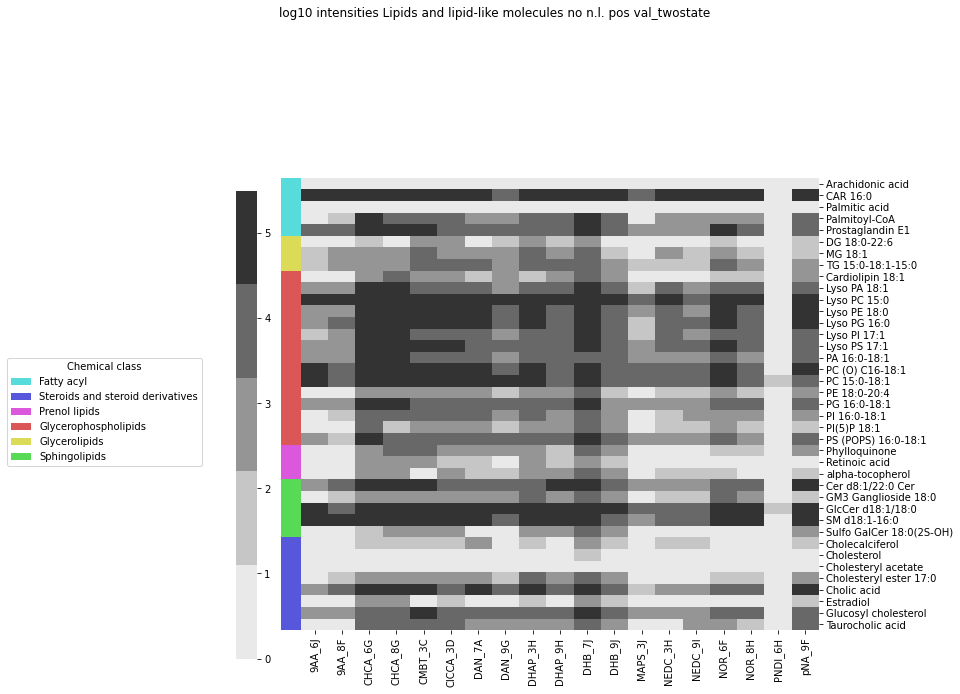 log10 intensities Lipids and lipid-like molecules no n.l. pos val_twostate
Arachidonic acid
CAR 16:0
Palmitic acid
Palmitoyl-CoA
Prostaglandin E1
DG 18:0-22:6
MG 18:1
TG 15:0-18:1-15:0
Cardiolipin 18:1
Lyso PA 18:1
Lyso PC 15:0
Lyso PE 18:0
Lyso PG 16:0
Lyso PI 17:1
Lyso PS 17:1
PA 16:0-18:1
PC (O) C16-18:1
PC 15:0-18:1
PE 18:0-20:4
PG 16:0-18:1
PI 16:0-18:1
PI(5)P 18:1
PS (POPS) 16:0-18:1
Phylloquinone
Retinoic acid
alpha-tocopherol
Cer d8:1/22:0 Cer
GM3 Ganglioside 18:0
GlcCer d18:1/18:0
SM d18:1-16:0
Sulfo GalCer 18:0(2S-OH)
Cholecalciferol
Cholesterol
Cholesteryl acetate
Cholesteryl ester 17:0
Cholic acid
Estradiol
Glucosyl cholesterol
Taurocholic acid
5
4
3
2
1
0
Chemical class
Fatty acyl
Steroids and steroid derivatives
Prenol lipids
Glycerophospholipids
Glycerolipids
Sphingolipids
9AA_6J
9AA_8F
CHCA_6G
CHCA_8G
CMBT_3C
ClCCA_3D
DAN_7A
DAN_9G
DHAP_3H
DHAP_9H
DHB_7J
DHB_9J
MAPS_3J
NEDC_3H
NEDC_9I
NOR_6F
NOR_8H
PNDI_6H
pNA_9F